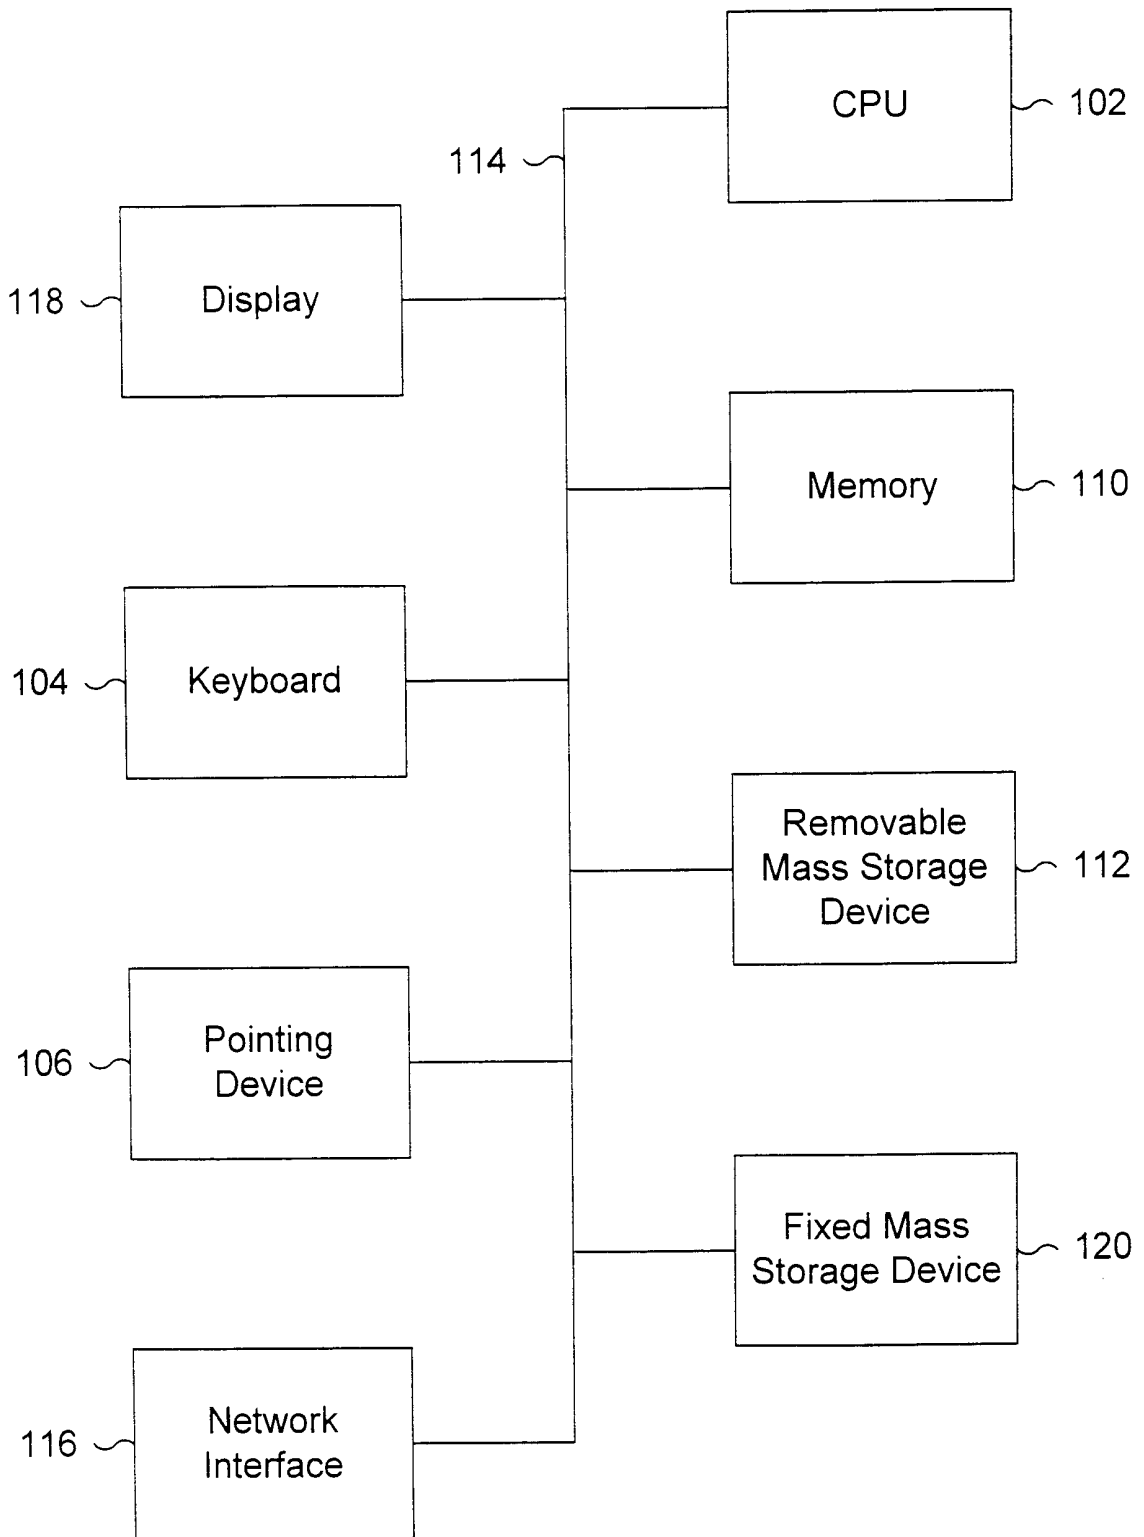 CPU
102
114
118
Display
Memory
110
104
Keyboard
Removable
Mass Storage
Device
112
106
Pointing
Device
Fixed Mass
Storage Device
120
116
Network
Interface